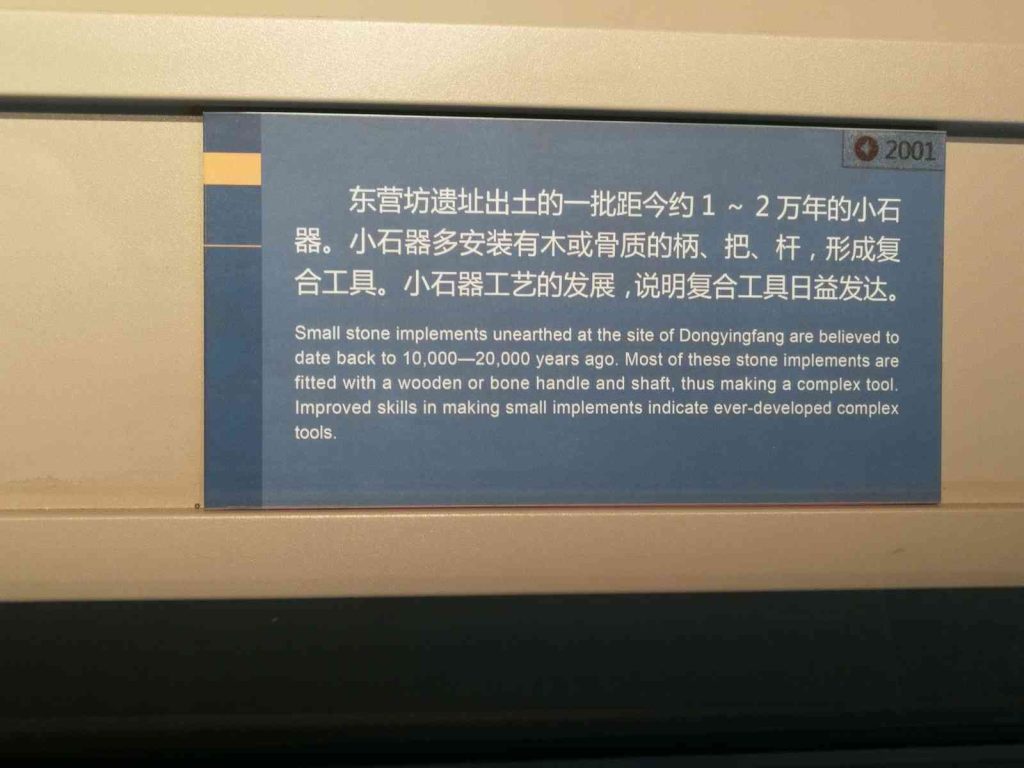 2001
东营坊遗址出土的一批距今约1～2万年的小石
器。小石器多安装有木或骨质的柄、把、杆，形成复
合工具。小石器工艺的发展，说明复合工具日益发达。
Small stone implements unearthed at the site of Dongyingfang are believed to
date back to 10,000—20,000 years ago. Most of these stone implements are
fitted with a wooden or bone handle and shaft, thus making a complex tool.
Improved skills in making small implements indicate ever-developed complex
tools.